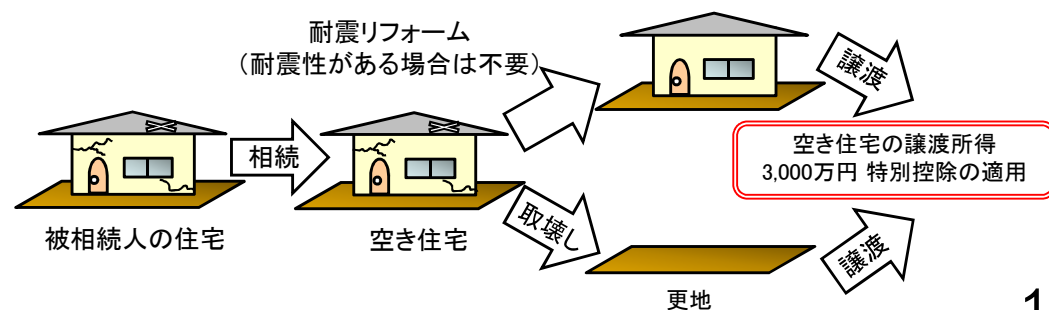 耐震リフォーム
（耐震性がある場合は不要）
譲渡
相続
空き住宅の譲渡所得
3,000万円 特別控除の適用
取壊し
被相続人の住宅
空き住宅
譲渡
更地
1